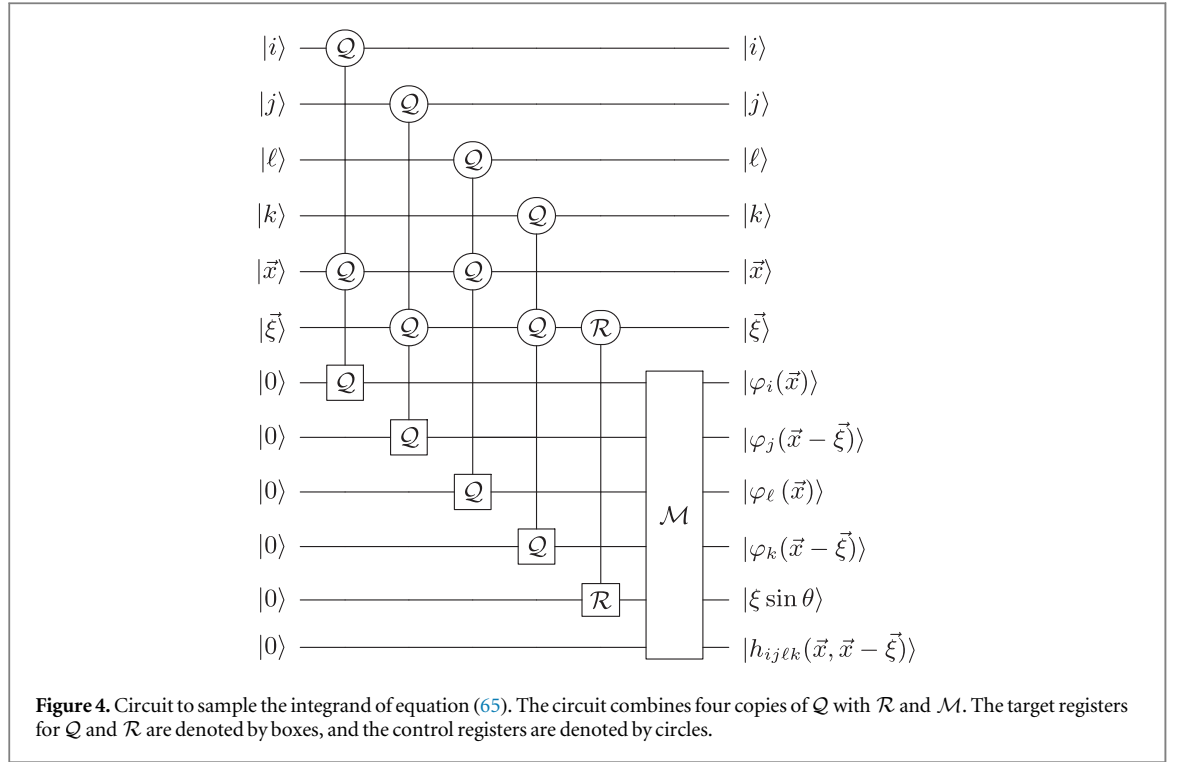 |i⟩ Q |i⟩
|j⟩ Q |j⟩
|ℓ⟩ Q |ℓ⟩
|k⟩ Q |k⟩
|x⃗⟩ Q Q |x⃗⟩
|ξ⃗⟩ Q Q R |ξ⃗⟩
|0⟩ Q |φ_i(x⃗)⟩
|0⟩ Q |φ_j(x⃗ − ξ⃗)⟩
|0⟩ Q |φ_ℓ (x⃗)⟩
M
|0⟩ Q |φ_k(x⃗ − ξ⃗)⟩
|0⟩ R |ξ sin θ⟩
|0⟩ |h_{ijℓk}(x⃗, x⃗ − ξ⃗)⟩
Figure 4. Circuit to sample the integrand of equation (65). The circuit combines four copies of Q with R and M. The target registers
for Q and R are denoted by boxes, and the control registers are denoted by circles.